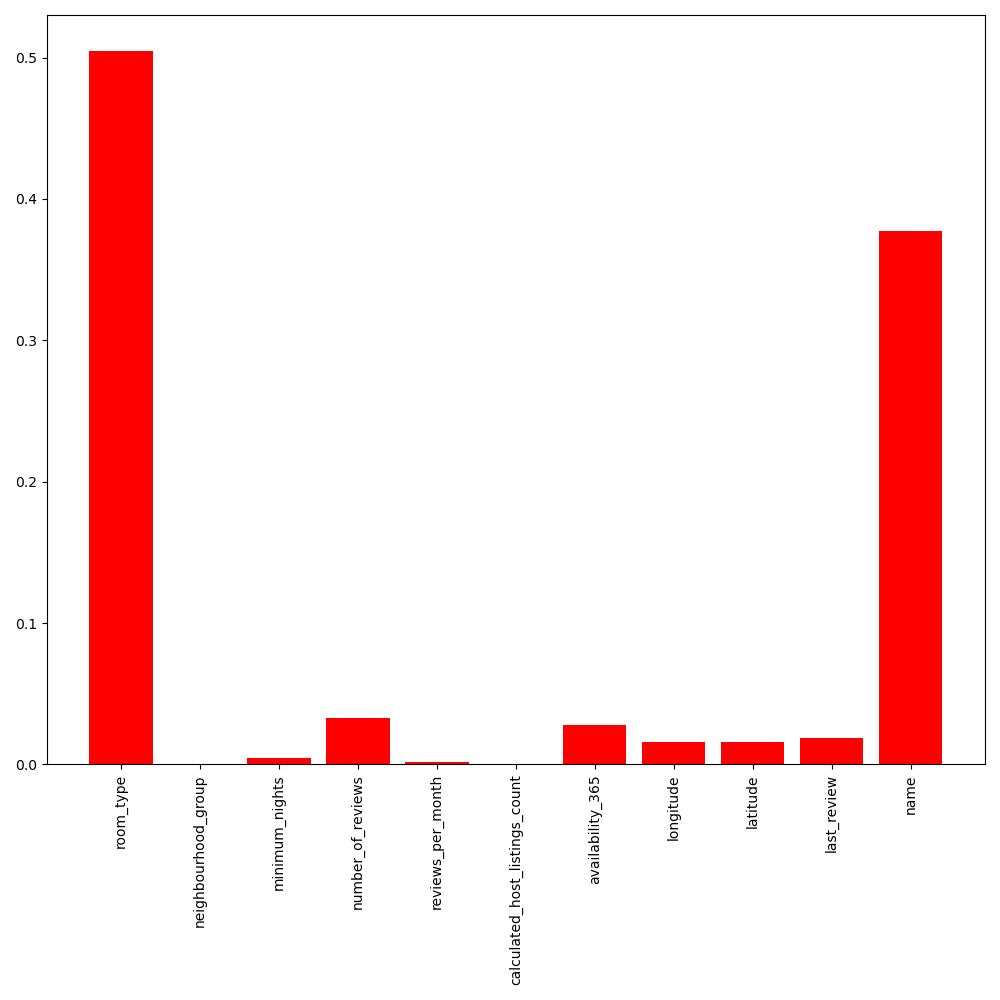 0.5
0.4
0.3
0.2
0.1
0.0
room_type
neighbourhood_group
minimum_nights
number_of_reviews
reviews_per_month
calculated_host_listings_count
availability_365
longitude
latitude
last_review
name